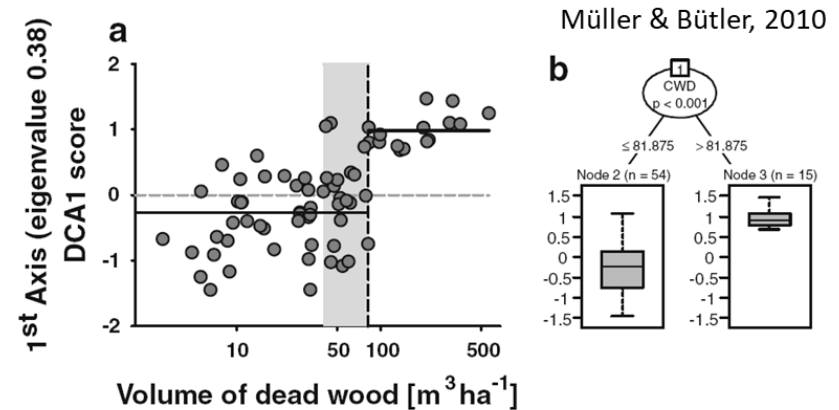 Müller & Bütler, 2010
a
1st Axis (eigenvalue 0.38)
DCA1 score
2
1
0
-1
-2
10
50
100
500
Volume of dead wood [m3ha-1]
b
1
CWD
p < 0.001
≤ 81.875
> 81.875
Node 2 (n = 54)
1.5
1
0.5
0
-0.5
-1
-1.5
Node 3 (n = 15)
1.5
1
0.5
0
-0.5
-1
-1.5